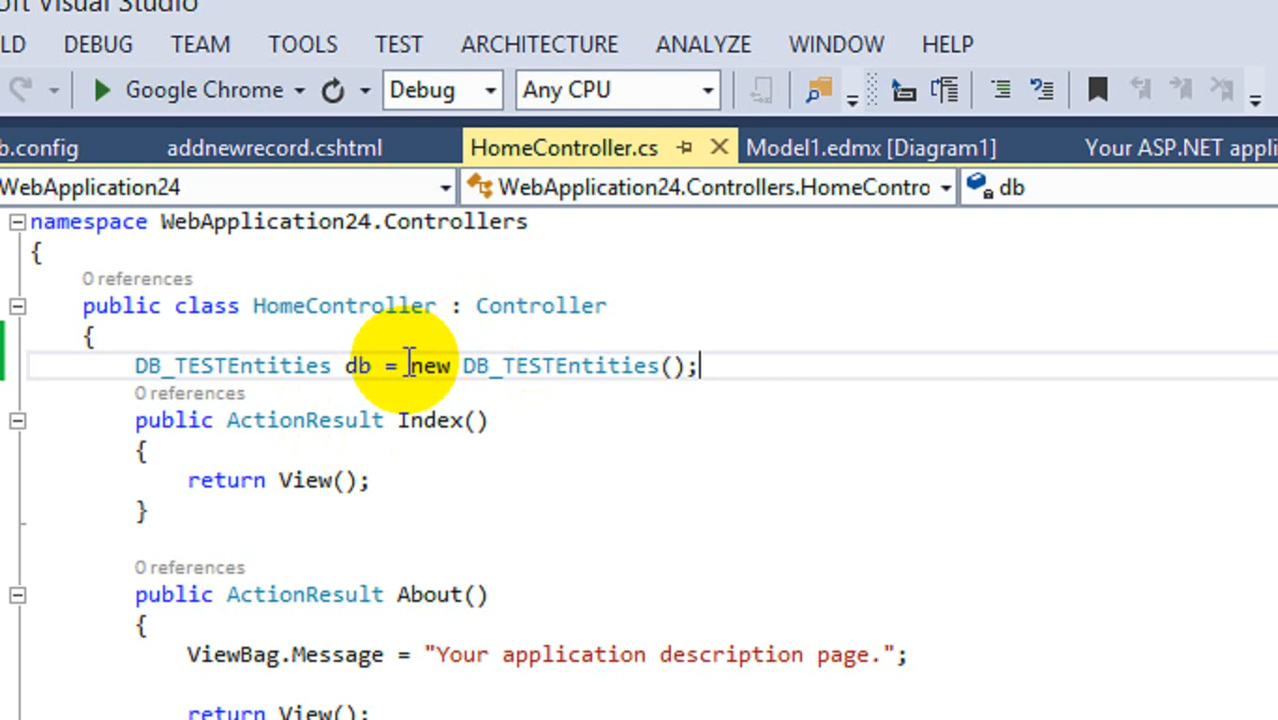 oft Visual Studio
LD DEBUG TEAM TOOLS TEST ARCHITECTURE ANALYZE WINDOW HELP
Google Chrome Debug Any CPU
b.config addnewrecord.cshtml HomeController.cs Model1.edmx [Diagram1] Your ASP.NET appli
WebApplication24 WebApplication24.Controllers.HomeContro db
namespace WebApplication24.Controllers
{
0 references
public class HomeController : Controller
{
DB_TESTEntities db = new DB_TESTEntities();
0 references
public ActionResult Index()
{
return View();
}
0 references
public ActionResult About()
{
ViewBag.Message = "Your application description page.";
return View();